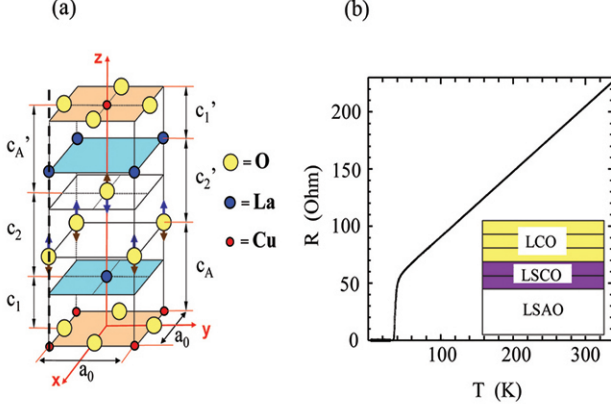 (a)
(b)
z
c1'
cA'
c2'
= O
= La
= Cu
c2
cA
c1
y
a0
a0
x
R (Ohm)
200
150
100
50
0
LCO
LSCO
LSAO
0
100
200
300
T (K)